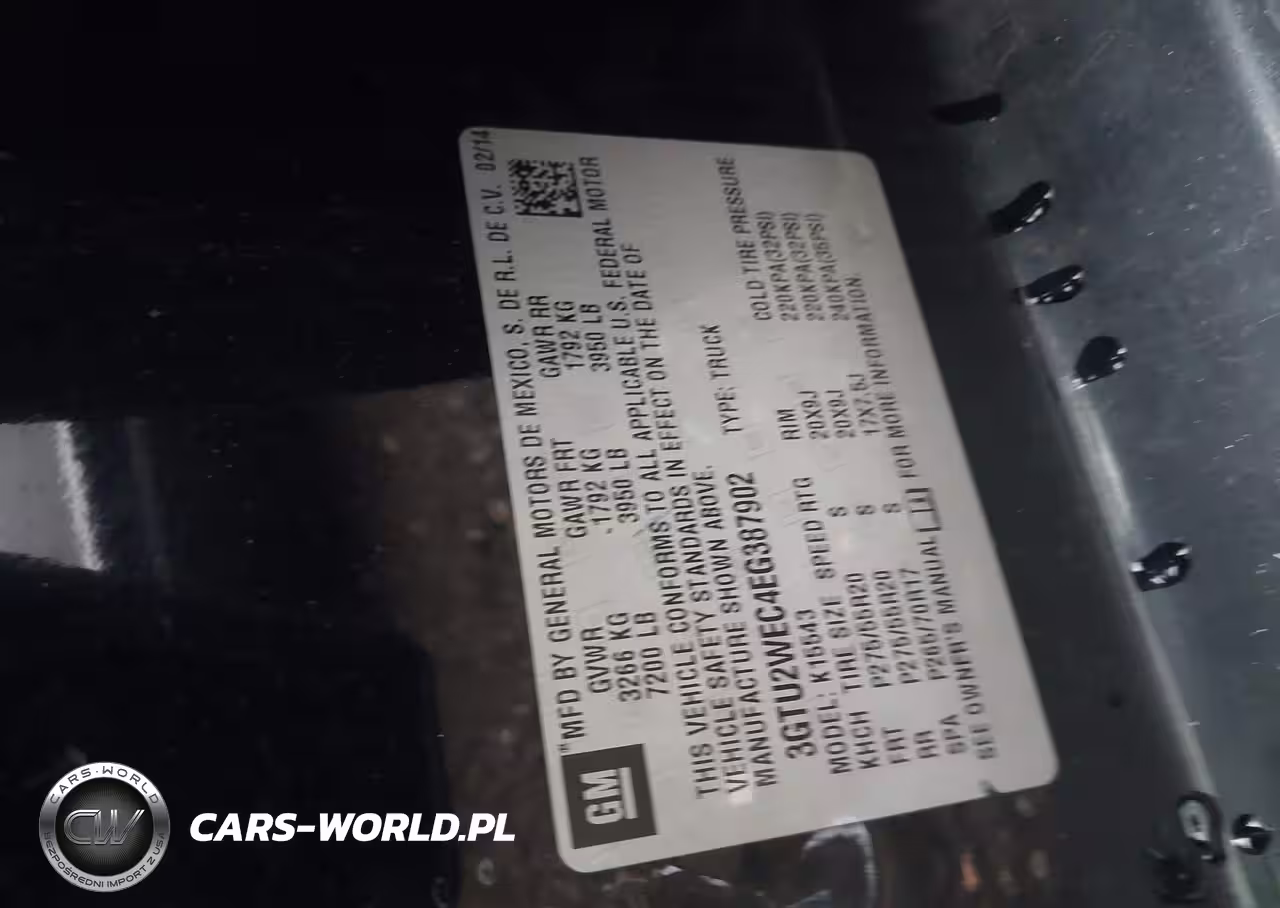 MFD BY GENERAL MOTORS DE MEXICO, S. DE R.L. DE C.V. 02/14
GVWR GAWR FRT GAWR RR
3266 KG 1792 KG 1792 KG
7200 LB 3950 LB 3950 LB
THIS VEHICLE CONFORMS TO ALL APPLICABLE U.S. FEDERAL MOTOR
VEHICLE SAFETY STANDARDS IN EFFECT ON THE DATE OF
MANUFACTURE SHOWN ABOVE.
3GTU2WEC4EG387902 TYPE: TRUCK
MODEL: K15543
KHCH TIRE SIZE SPEED RTG RIM COLD TIRE PRESSURE
FRT P275/55R20 S 20X9J 220KPA(32PSI)
RR P275/55R20 S 20X9J 220KPA(32PSI)
SPA P265/70R17 S 17X7.5J 240KPA(35PSI)
SEE OWNER'S MANUAL FOR MORE INFORMATION.
GM
CARS-WORLD
CW
BEZPOŚREDNI IMPORT Z USA
CARS-WORLD.PL